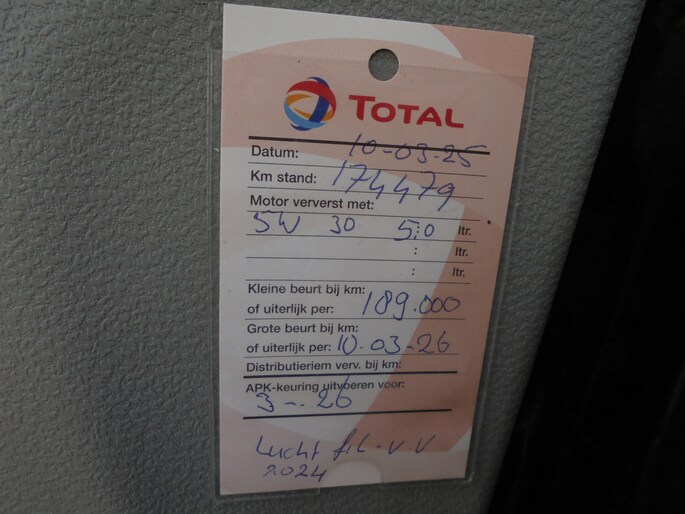 TOTAL
Datum: 10-03-25
Km stand: 174479
Motor ververst met:
5W 30 5:0 ltr.
: ltr.
: ltr.
Kleine beurt bij km:
of uiterlijk per: 189.000
Grote beurt bij km:
of uiterlijk per: 10-03-26
Distributieriem verv. bij km:
APK-keuring uitvoeren voor:
3-.26
Lucht fil. v v
2024